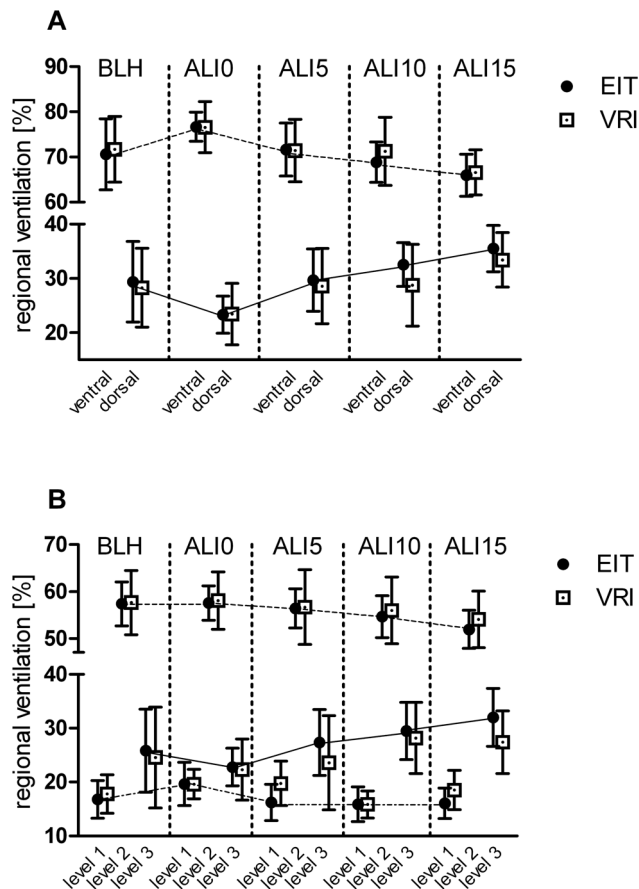 A
BLH ALI0 ALI5 ALI10 ALI15
EIT
VRI
regional ventilation [%]
90
80
70
60
40
30
20
ventral dorsal ventral dorsal ventral dorsal ventral dorsal ventral dorsal
B
BLH ALI0 ALI5 ALI10 ALI15
EIT
VRI
regional ventilation [%]
70
60
50
40
30
20
10
level 1 level 2 level 3 level 1 level 2 level 3 level 1 level 2 level 3 level 1 level 2 level 3 level 1 level 2 level 3